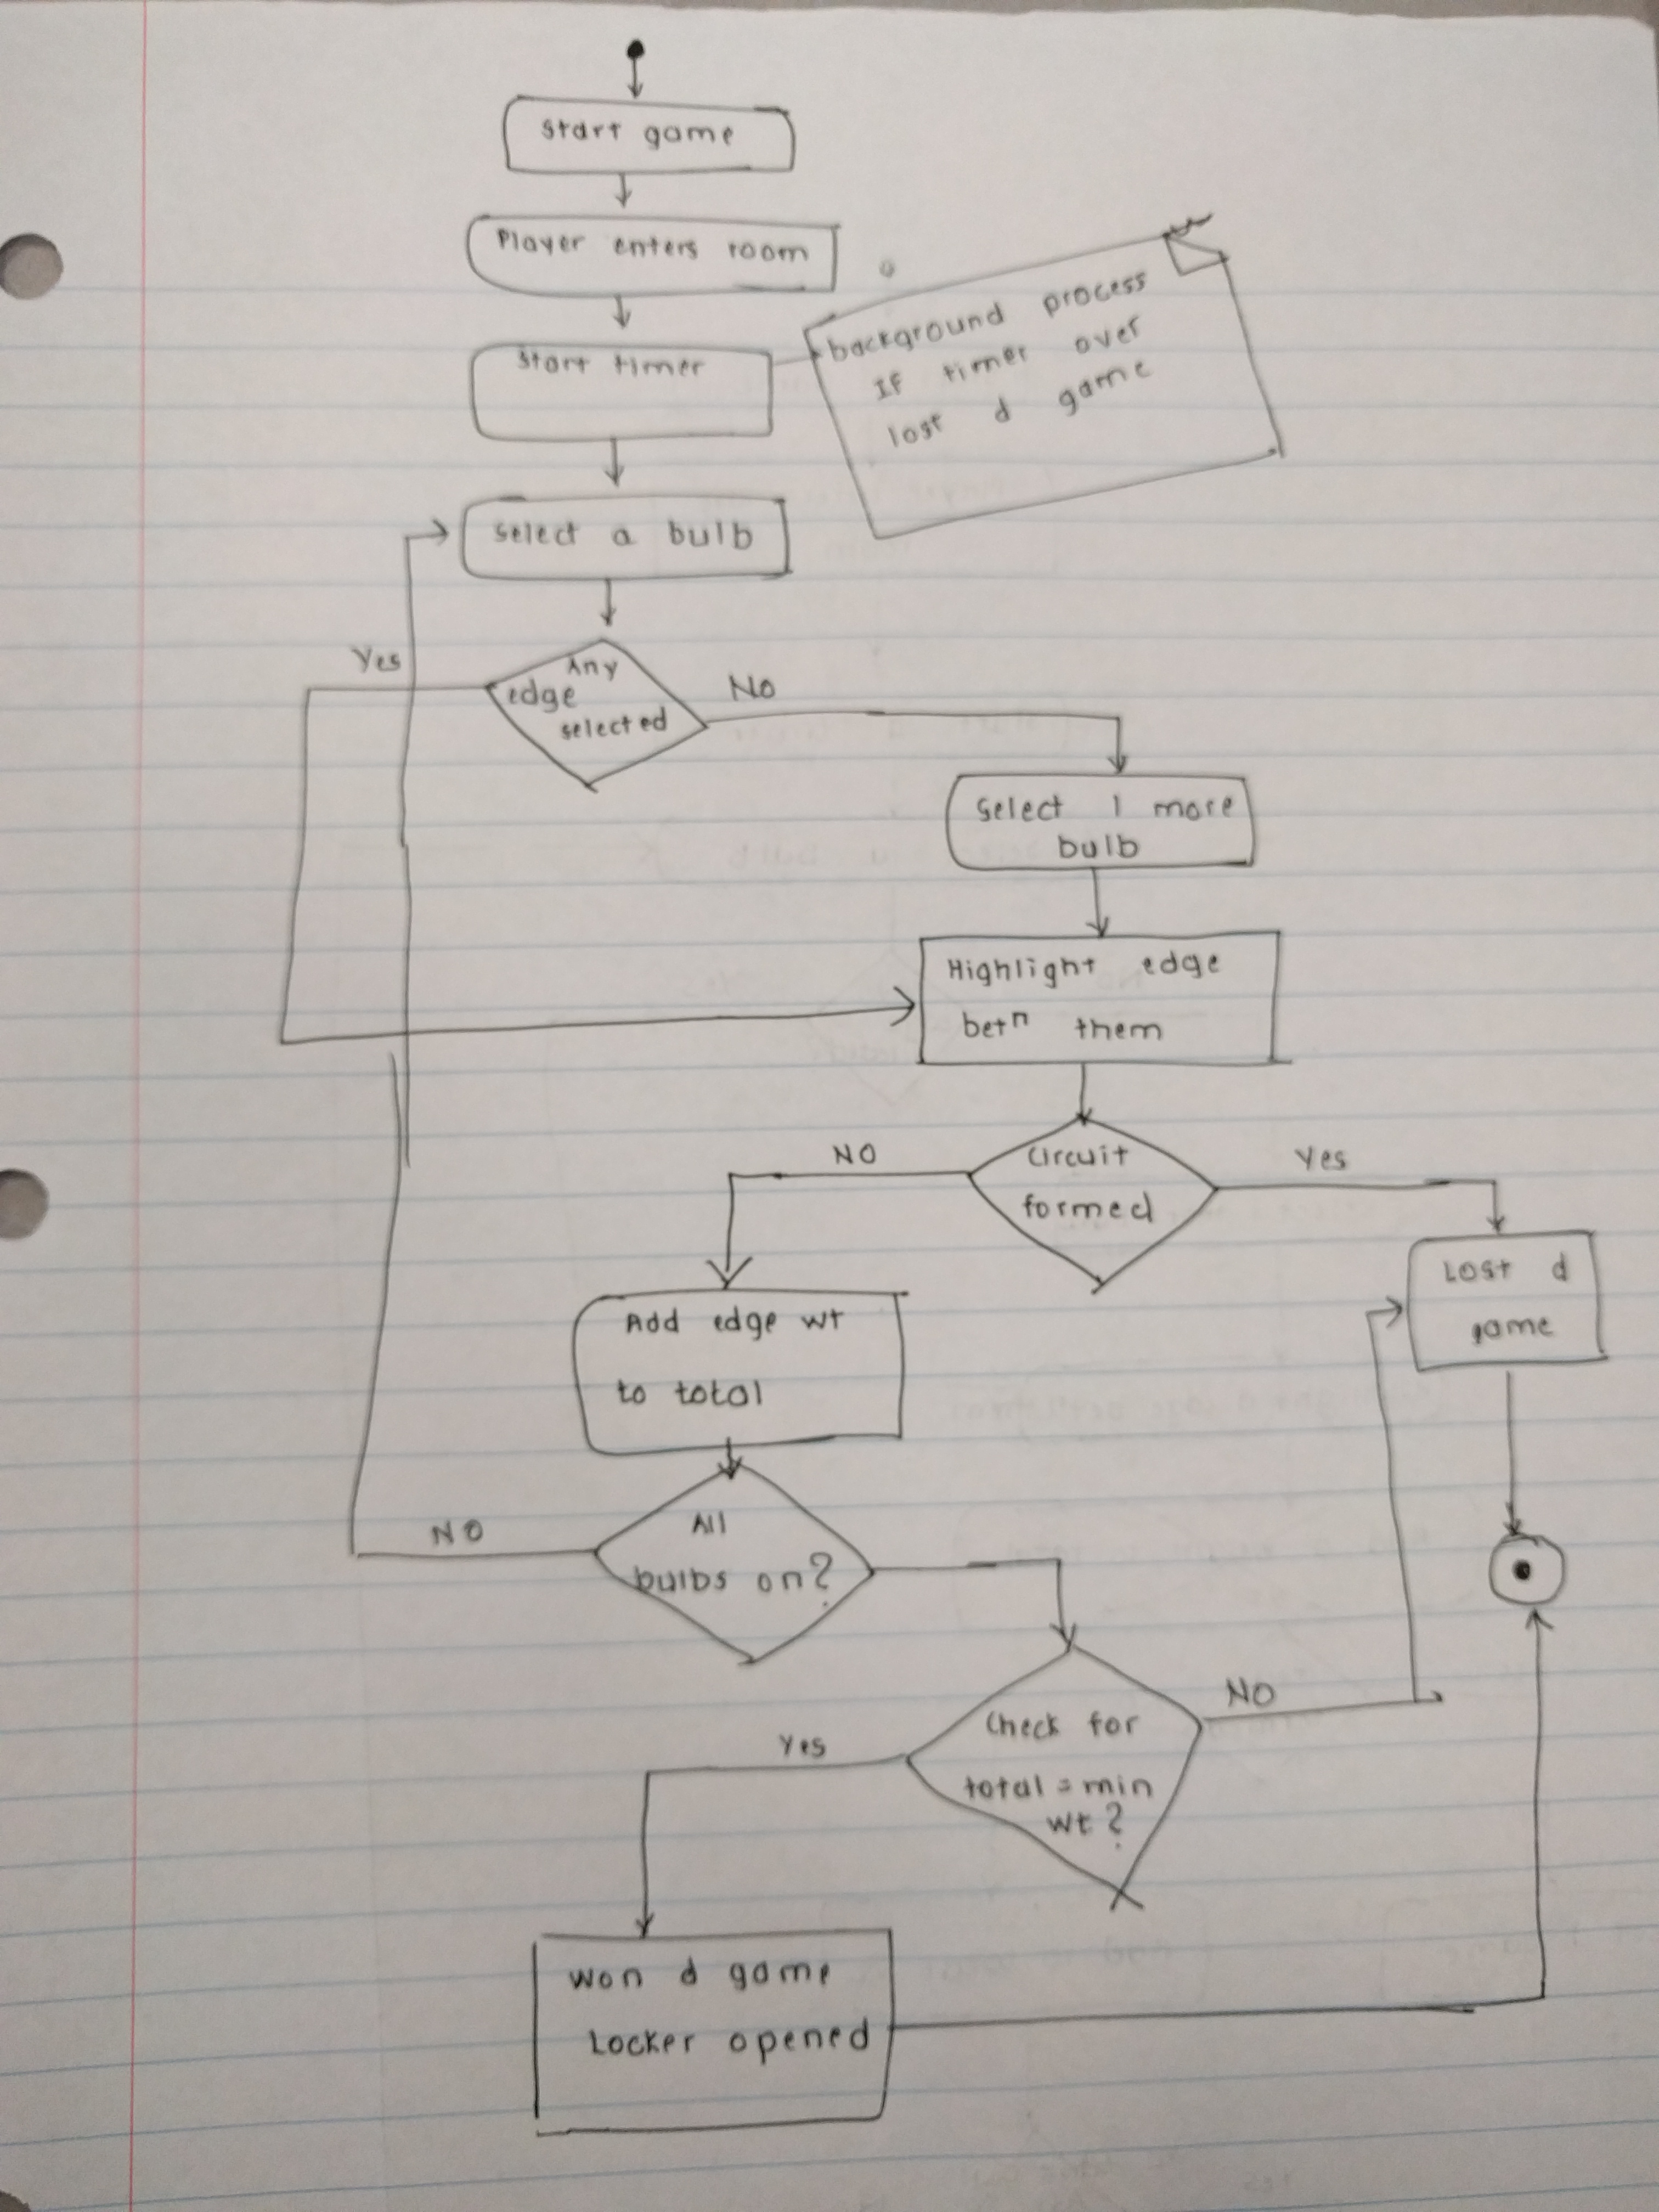 Start game
Player enters room
Start timer
background process
If timer over
lost d game
Select a bulb
Yes
Any
edge
selected
No
Select 1 more
bulb
Highlight edge
betⁿ them
NO
Circuit
formed
Yes
Lost d
game
Add edge wt
to total
NO
All
bulbs on?
NO
Check for
total = min
wt?
Yes
Won d game
Locker opened